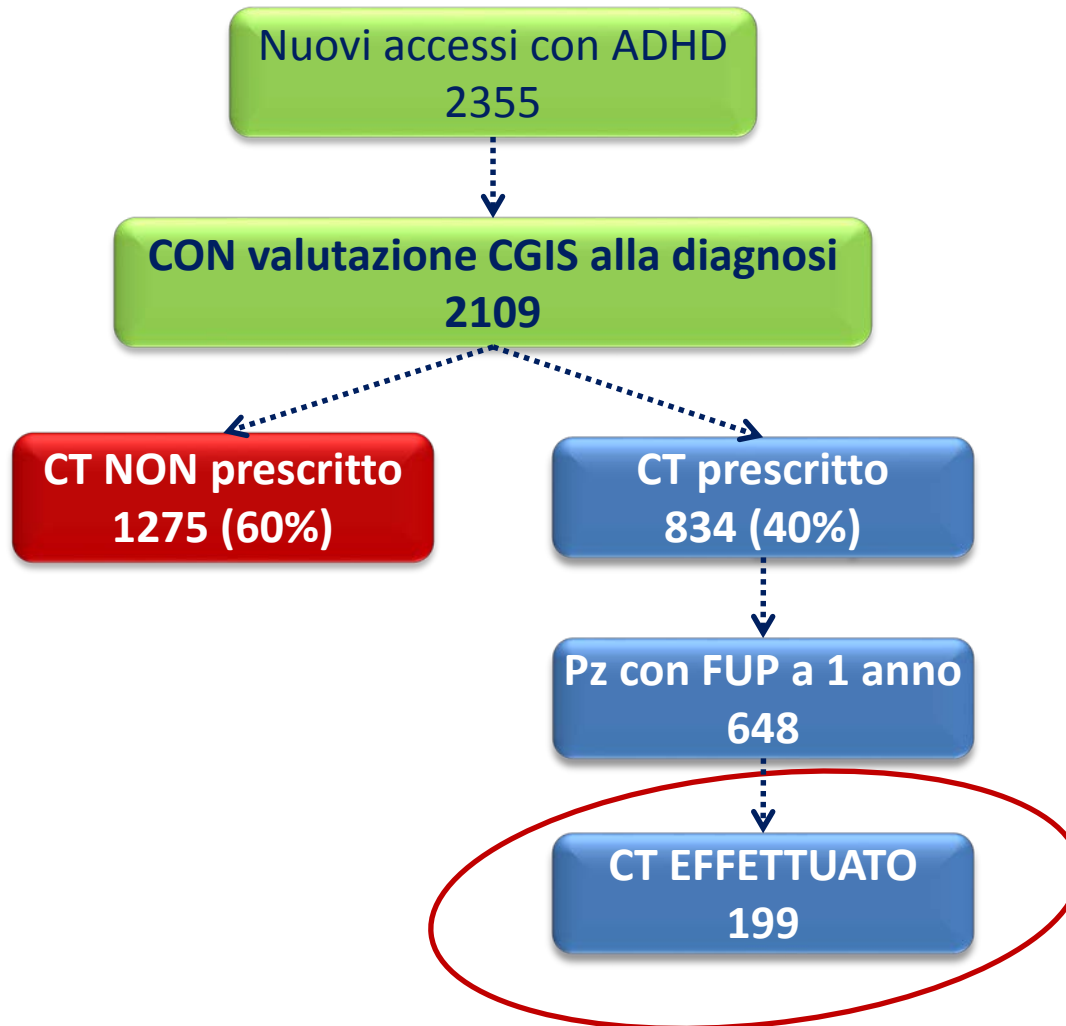 Nuovi accessi con ADHD
2355
CON valutazione CGIS alla diagnosi
2109
CT NON prescritto
1275 (60%)
CT prescritto
834 (40%)
Pz con FUP a 1 anno
648
CT EFFETTUATO
199